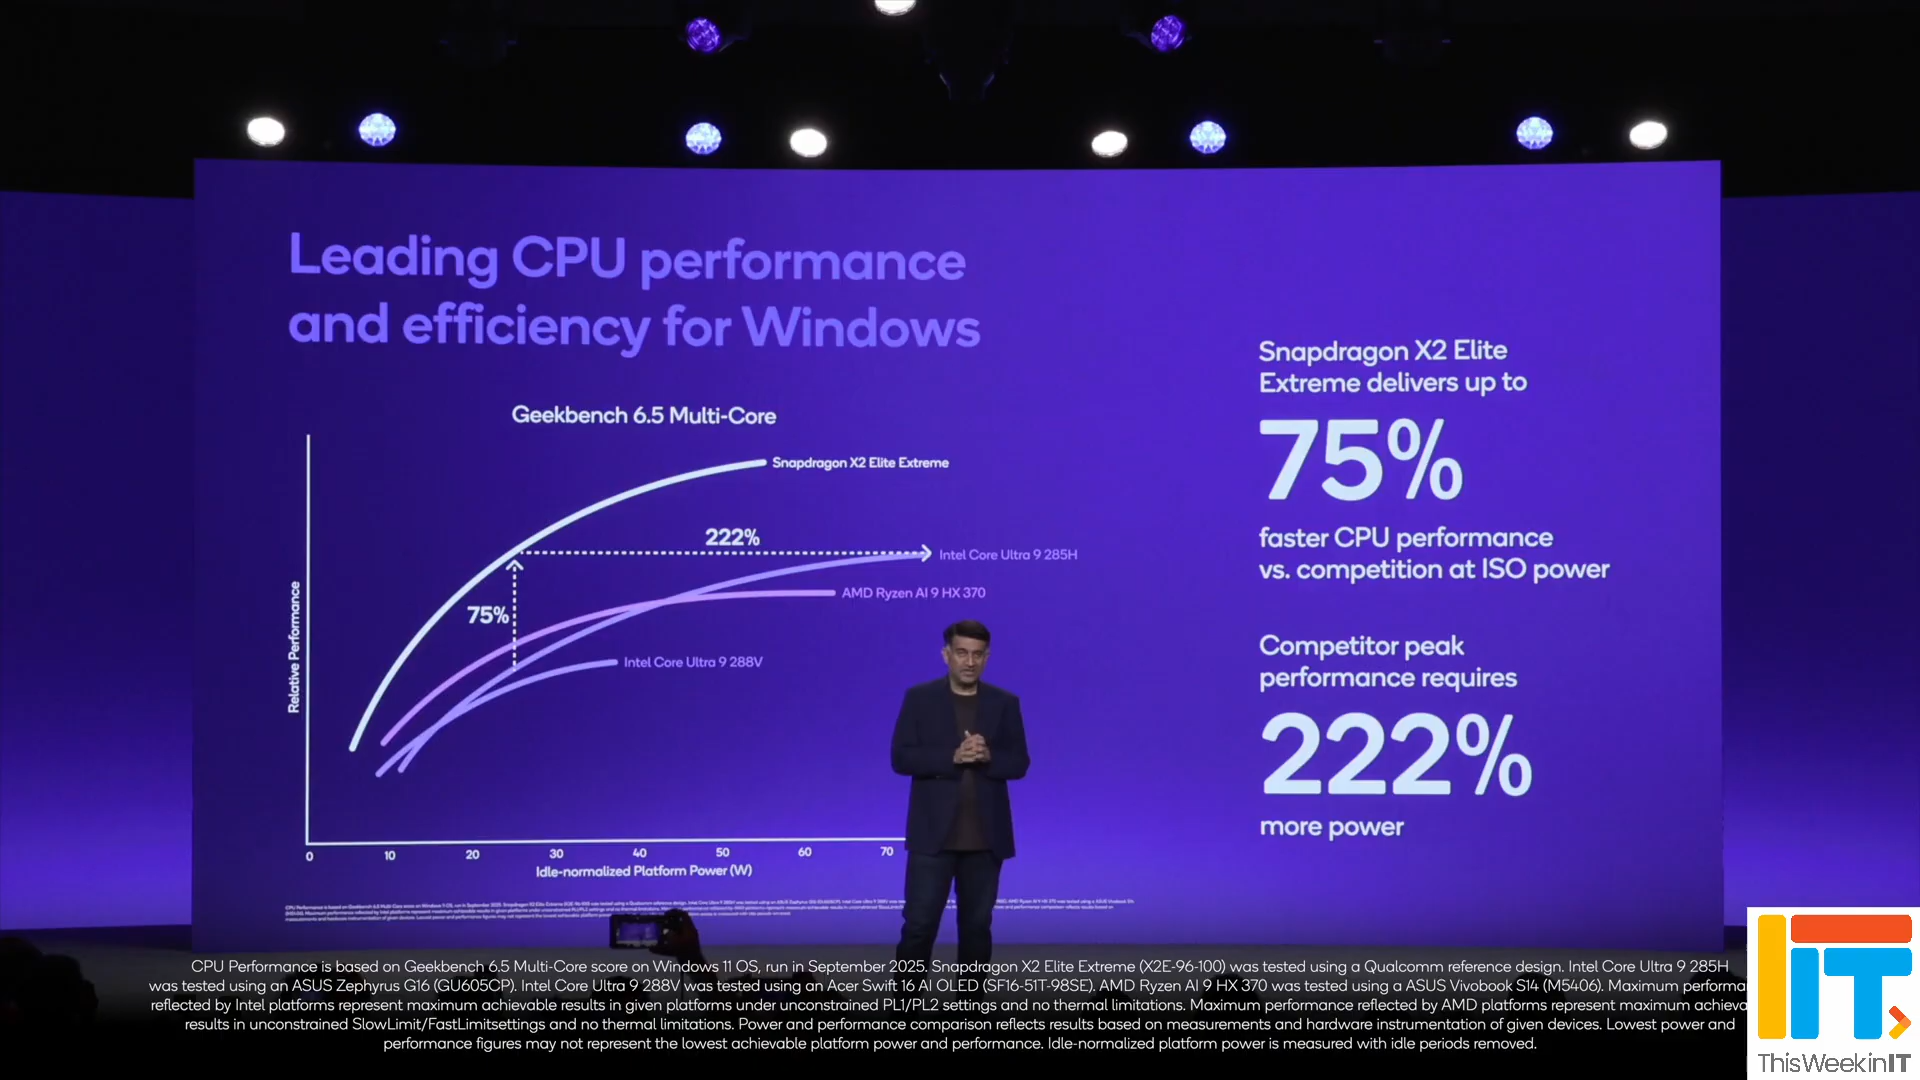 Leading CPU performance
and efficiency for Windows
Geekbench 6.5 Multi-Core
Snapdragon X2 Elite Extreme
222%
Intel Core Ultra 9 285H
AMD Ryzen AI 9 HX 370
75%
Intel Core Ultra 9 288V
Relative Performance
0 10 20 30 40 50 60 70
Idle-normalized Platform Power (W)
Snapdragon X2 Elite
Extreme delivers up to
75%
faster CPU performance
vs. competition at ISO power
Competitor peak
performance requires
222%
more power
CPU Performance is based on Geekbench 6.5 Multi-Core score on Windows 11 OS, run in September 2025. Snapdragon X2 Elite Extreme (X2E-96-100) was tested using a Qualcomm reference design. Intel Core Ultra 9 285H
was tested using an ASUS Zephyrus G16 (GU605CP). Intel Core Ultra 9 288V was tested using an Acer Swift 16 AI OLED (SF16-51T-98SE). AMD Ryzen AI 9 HX 370 was tested using a ASUS Vivobook S14 (M5406). Maximum performa
reflected by Intel platforms represent maximum achievable results in given platforms under unconstrained PL1/PL2 settings and no thermal limitations. Maximum performance reflected by AMD platforms represent maximum achieva
results in unconstrained SlowLimit/FastLimitsettings and no thermal limitations. Power and performance comparison reflects results based on measurements and hardware instrumentation of given devices. Lowest power and
performance figures may not represent the lowest achievable platform power and performance. Idle-normalized platform power is measured with idle periods removed.
IT
ThisWeekinIT